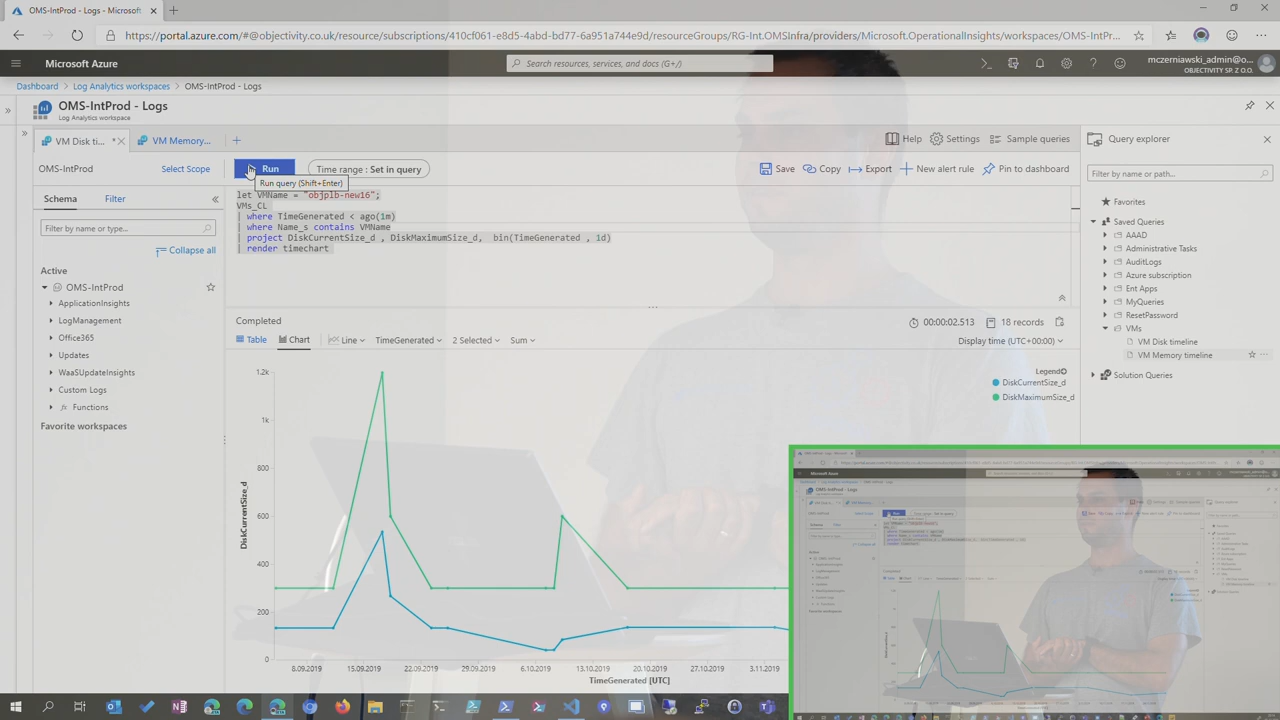 OMS-IntProd - Logs - Microsoft
https://portal.azure.com/#@objectivity.co.uk/resource/subscriptions/410cf061-e8d5-4abd-bd77-6a951a744e9d/resourceGroups/RG-Int.OMSInfra/providers/Microsoft.OperationalInsights/workspaces/OMS-IntPr...
Microsoft Azure
Search resources, services, and docs (G+/)
mczerniawski_admin@o...
OBJECTIVITY SP. Z O.O.
Dashboard > Log Analytics workspaces > OMS-IntProd - Logs
OMS-IntProd - Logs
Log Analytics workspace
VM Disk ti... *
VM Memory...
Help
Settings
Sample queries
Query explorer
OMS-IntProd
Select Scope
Run
Time range : Set in query
Save
Copy
Export
New alert rule
Pin to dashboard
Run query (Shift+Enter)
Schema
Filter
Filter by name or type...
Collapse all
Active
OMS-IntProd
ApplicationInsights
LogManagement
Office365
Updates
WaaSUpdateInsights
Custom Logs
fx Functions
Favorite workspaces
let VMName = "objplb-new16";
VMs_CL
| where TimeGenerated < ago(1m)
| where Name_s contains VMName
| project DiskCurrentSize_d , DiskMaximumSize_d, bin(TimeGenerated , 1d)
| render timechart
Completed
00:00:02.513
18 records
Table
Chart
Line
TimeGenerated
2 Selected
Sum
Display time (UTC+00:00)
Legend
DiskCurrentSize_d
DiskMaximumSize_d
1.2k
1k
800
600
400
200
0
DiskCurrentSize_d
8.09.2019
15.09.2019
22.09.2019
29.09.2019
6.10.2019
13.10.2019
20.10.2019
27.10.2019
3.11.2019
TimeGenerated [UTC]
Filter by name or path...
Favorites
Saved Queries
AAAD
Administrative Tasks
AuditLogs
Azure subscription
Ent Apps
MyQueries
ResetPassword
VMs
VM Disk timeline
VM Memory timeline
Solution Queries